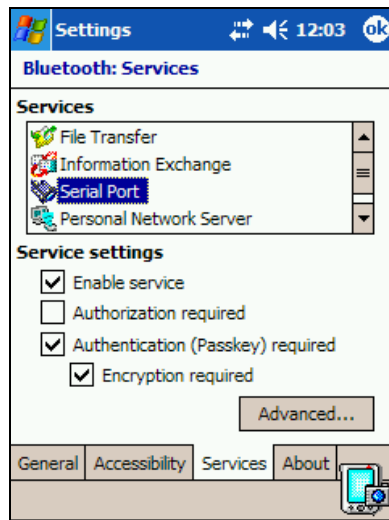 Settings 12:03 ok
Bluetooth: Services
Services
File Transfer
Information Exchange
Serial Port
Personal Network Server
Service settings
Enable service
Authorization required
Authentication (Passkey) required
Encryption required
Advanced...
General Accessibility Services About